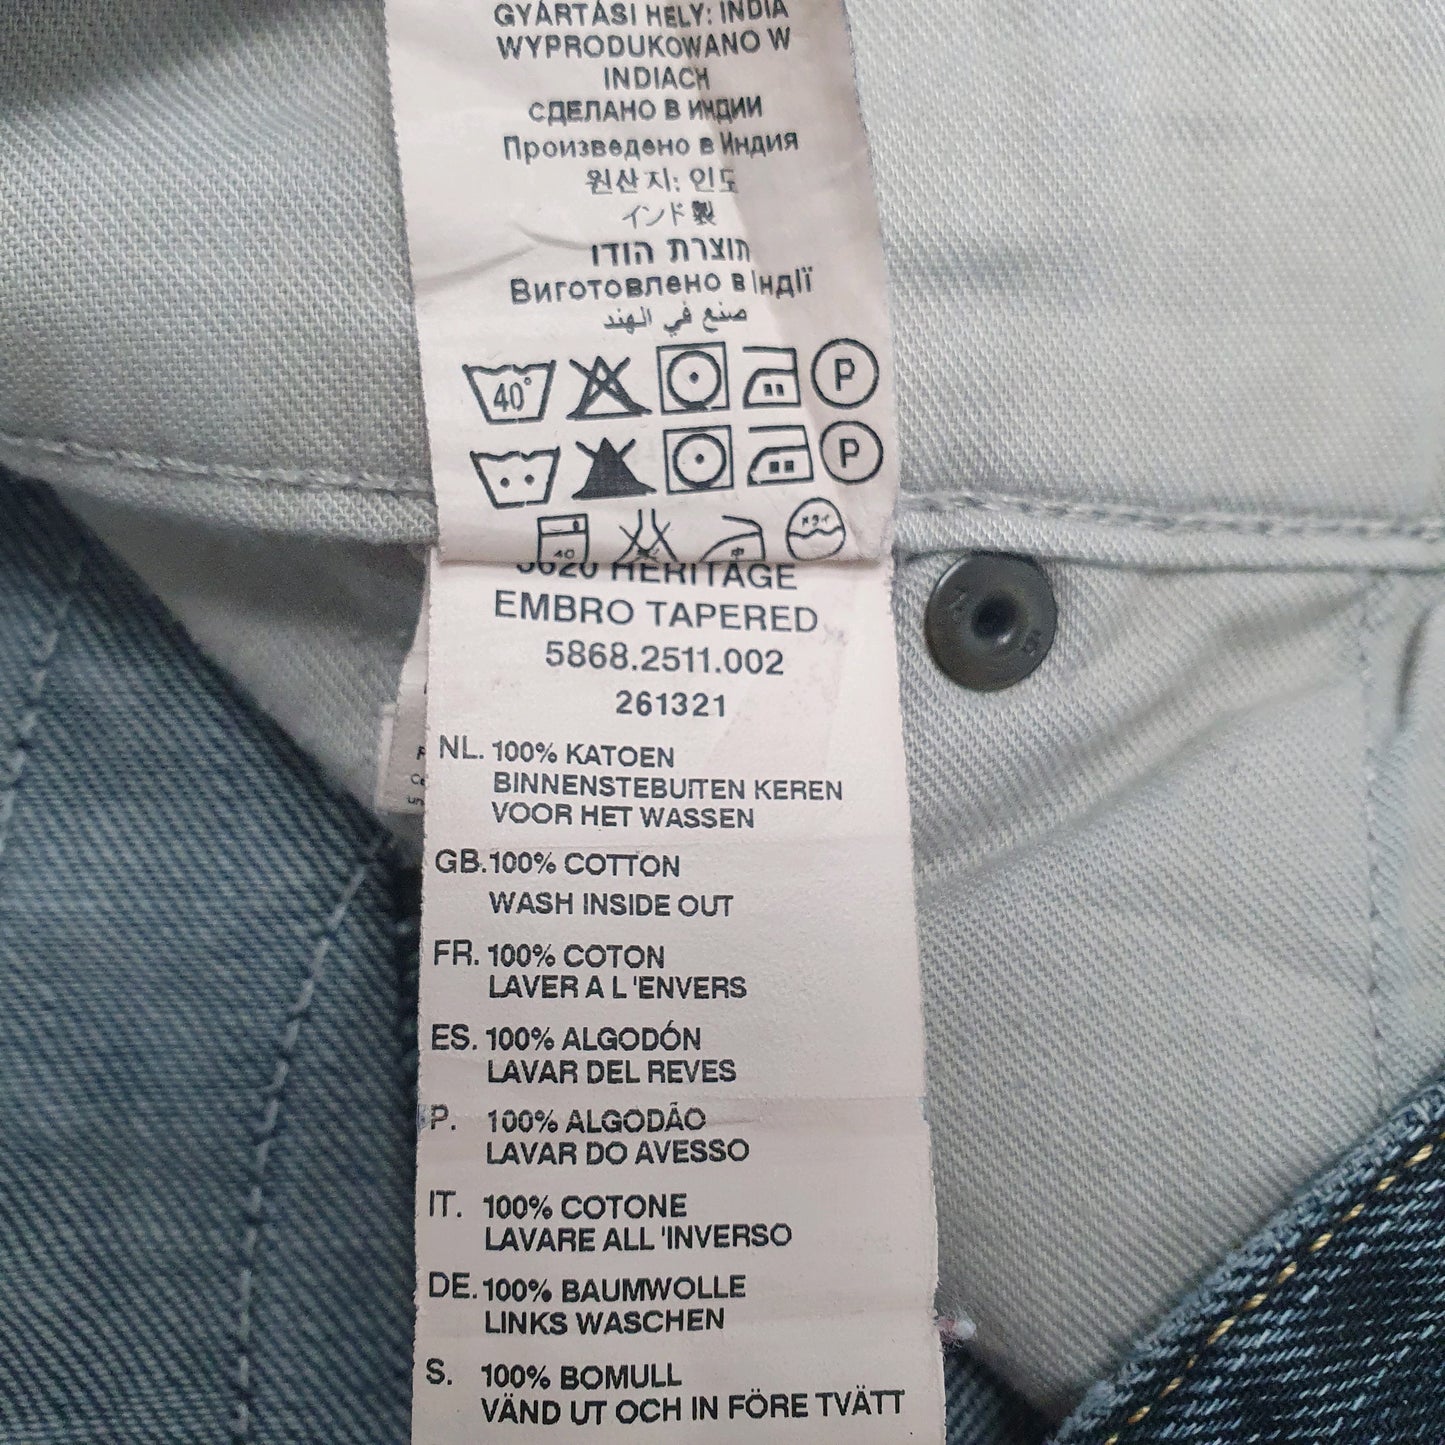 GYÁRTÁSI HELY: INDIA
WYPRODUKOWANO W
INDIACH
СДЕЛАНО В ИНДИИ
Произведено в Индия
원산지: 인도
インド製
תוצרת הודו
Виготовлено в Індії
صنع في الهند
40° P
P
40 中
HERITAGE
EMBRO TAPERED
5868.2511.002
261321
NL. 100% KATOEN
BINNENSTEBUITEN KEREN
VOOR HET WASSEN
GB. 100% COTTON
WASH INSIDE OUT
FR. 100% COTON
LAVER A L 'ENVERS
ES. 100% ALGODÓN
LAVAR DEL REVES
P. 100% ALGODÃO
LAVAR DO AVESSO
IT. 100% COTONE
LAVARE ALL 'INVERSO
DE. 100% BAUMWOLLE
LINKS WASCHEN
S. 100% BOMULL
VÄND UT OCH IN FÖRE TVÄTT